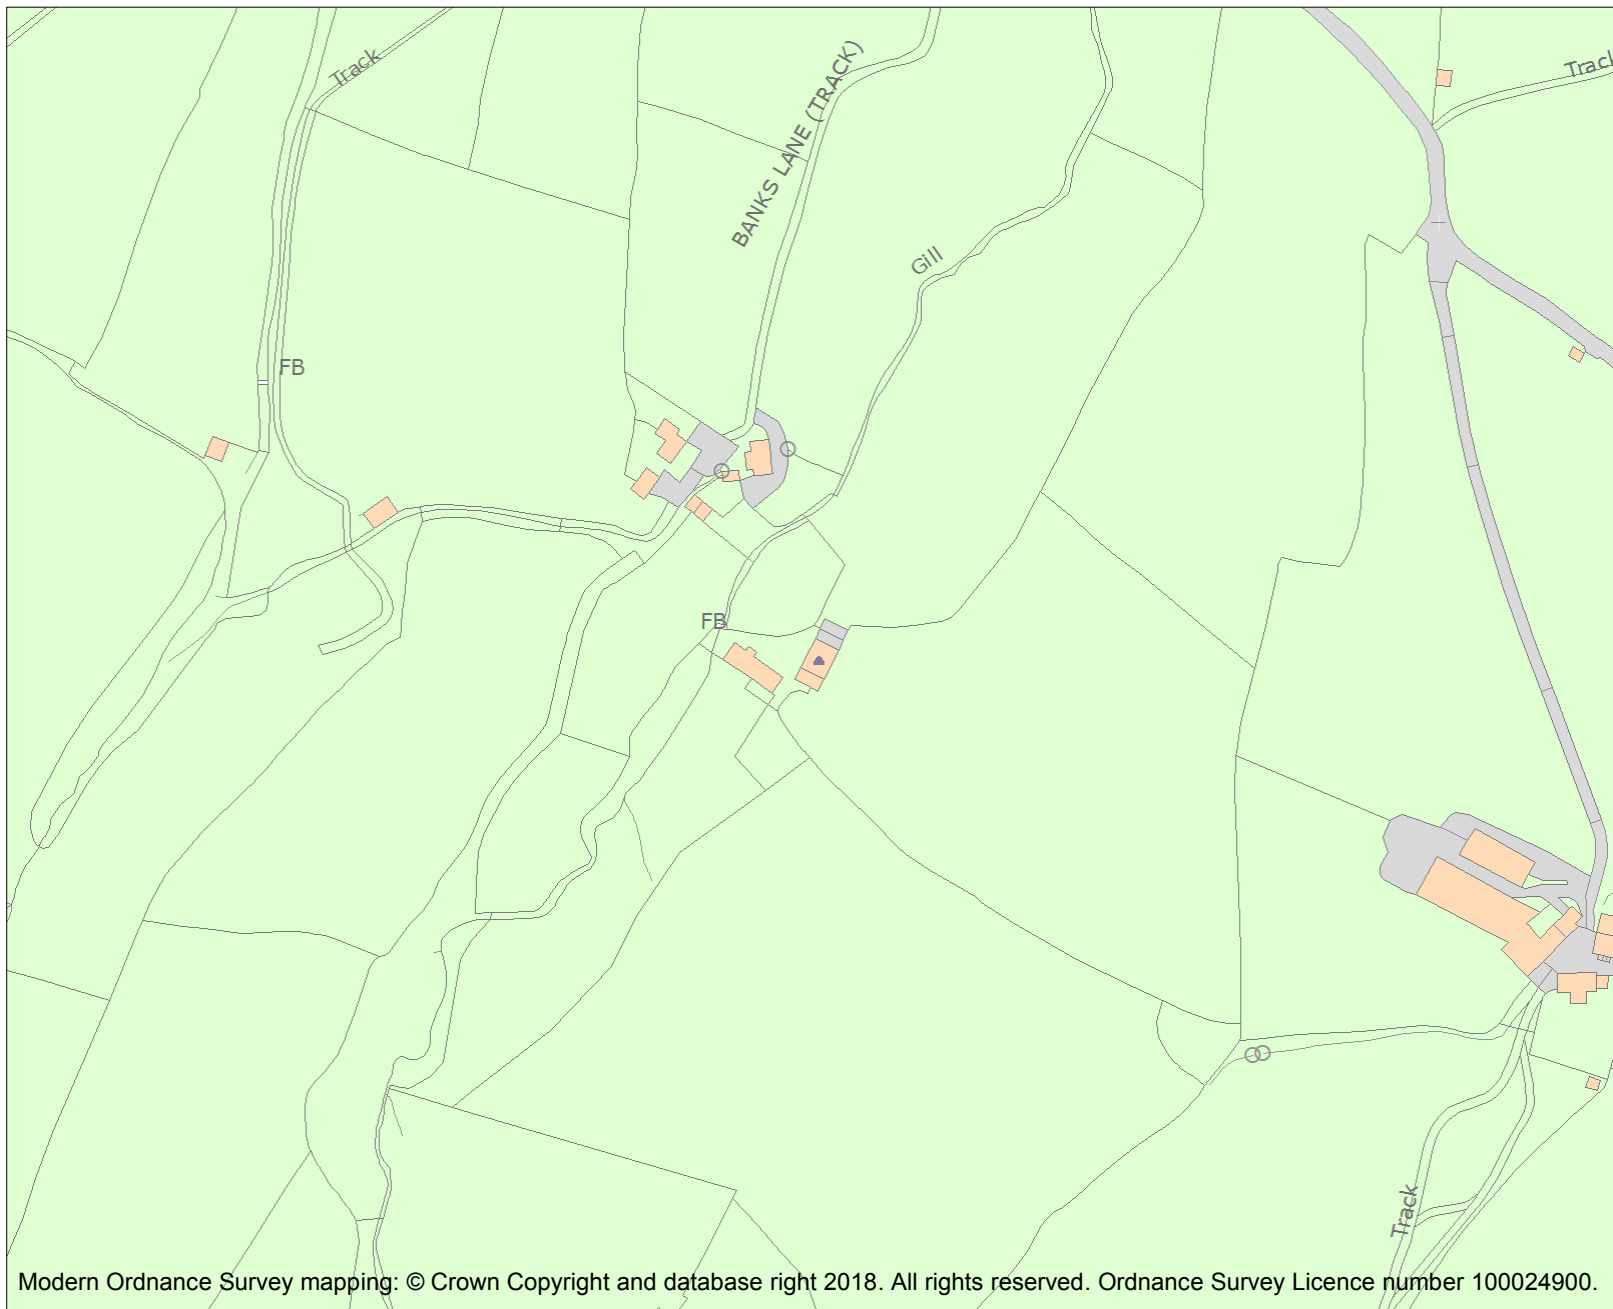 Track
BANKS LANE (TRACK)
Trac
Gill
FB
FB
Track
Modern Ordnance Survey mapping: © Crown Copyright and database right 2018. All rights reserved. Ordnance Survey Licence number 100024900.